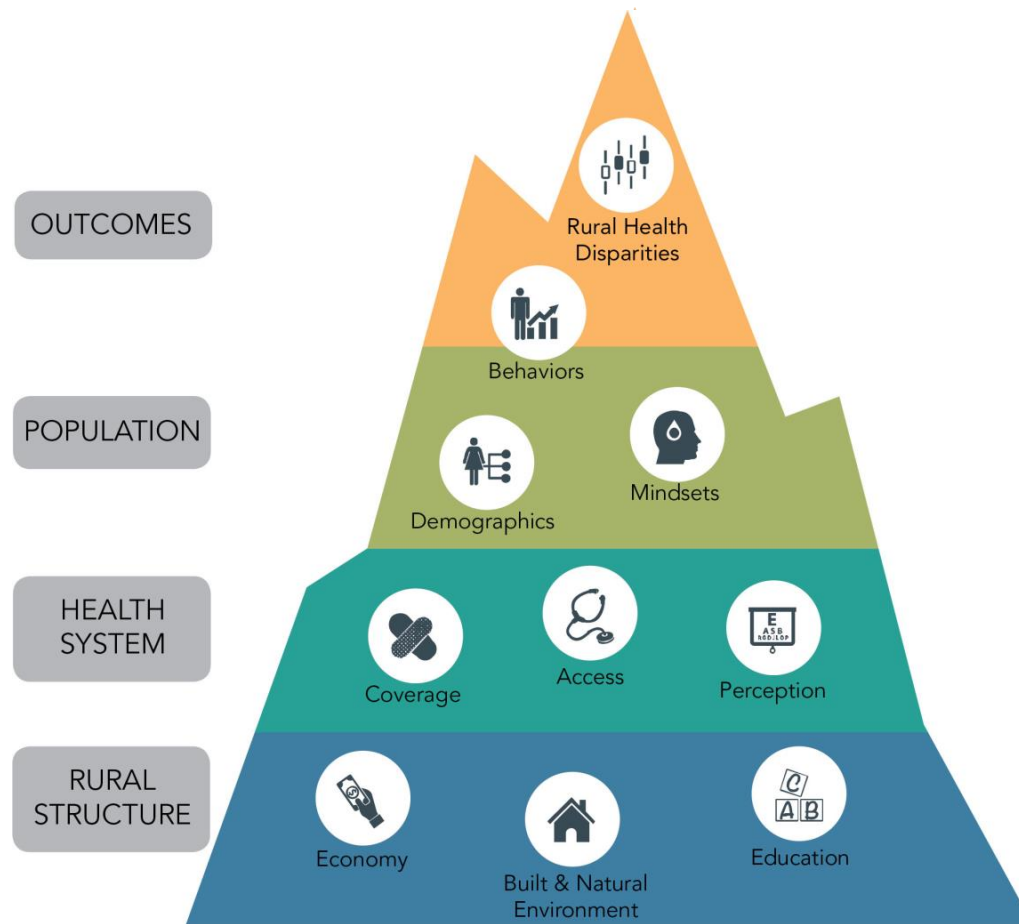 OUTCOMES
Rural Health
Disparities
Behaviors
POPULATION
Mindsets
Demographics
HEALTH
SYSTEM
Coverage
Access
E
ASB
Perception
RURAL
STRUCTURE
$
Economy
Built & Natural
Environment
C
A B
Education